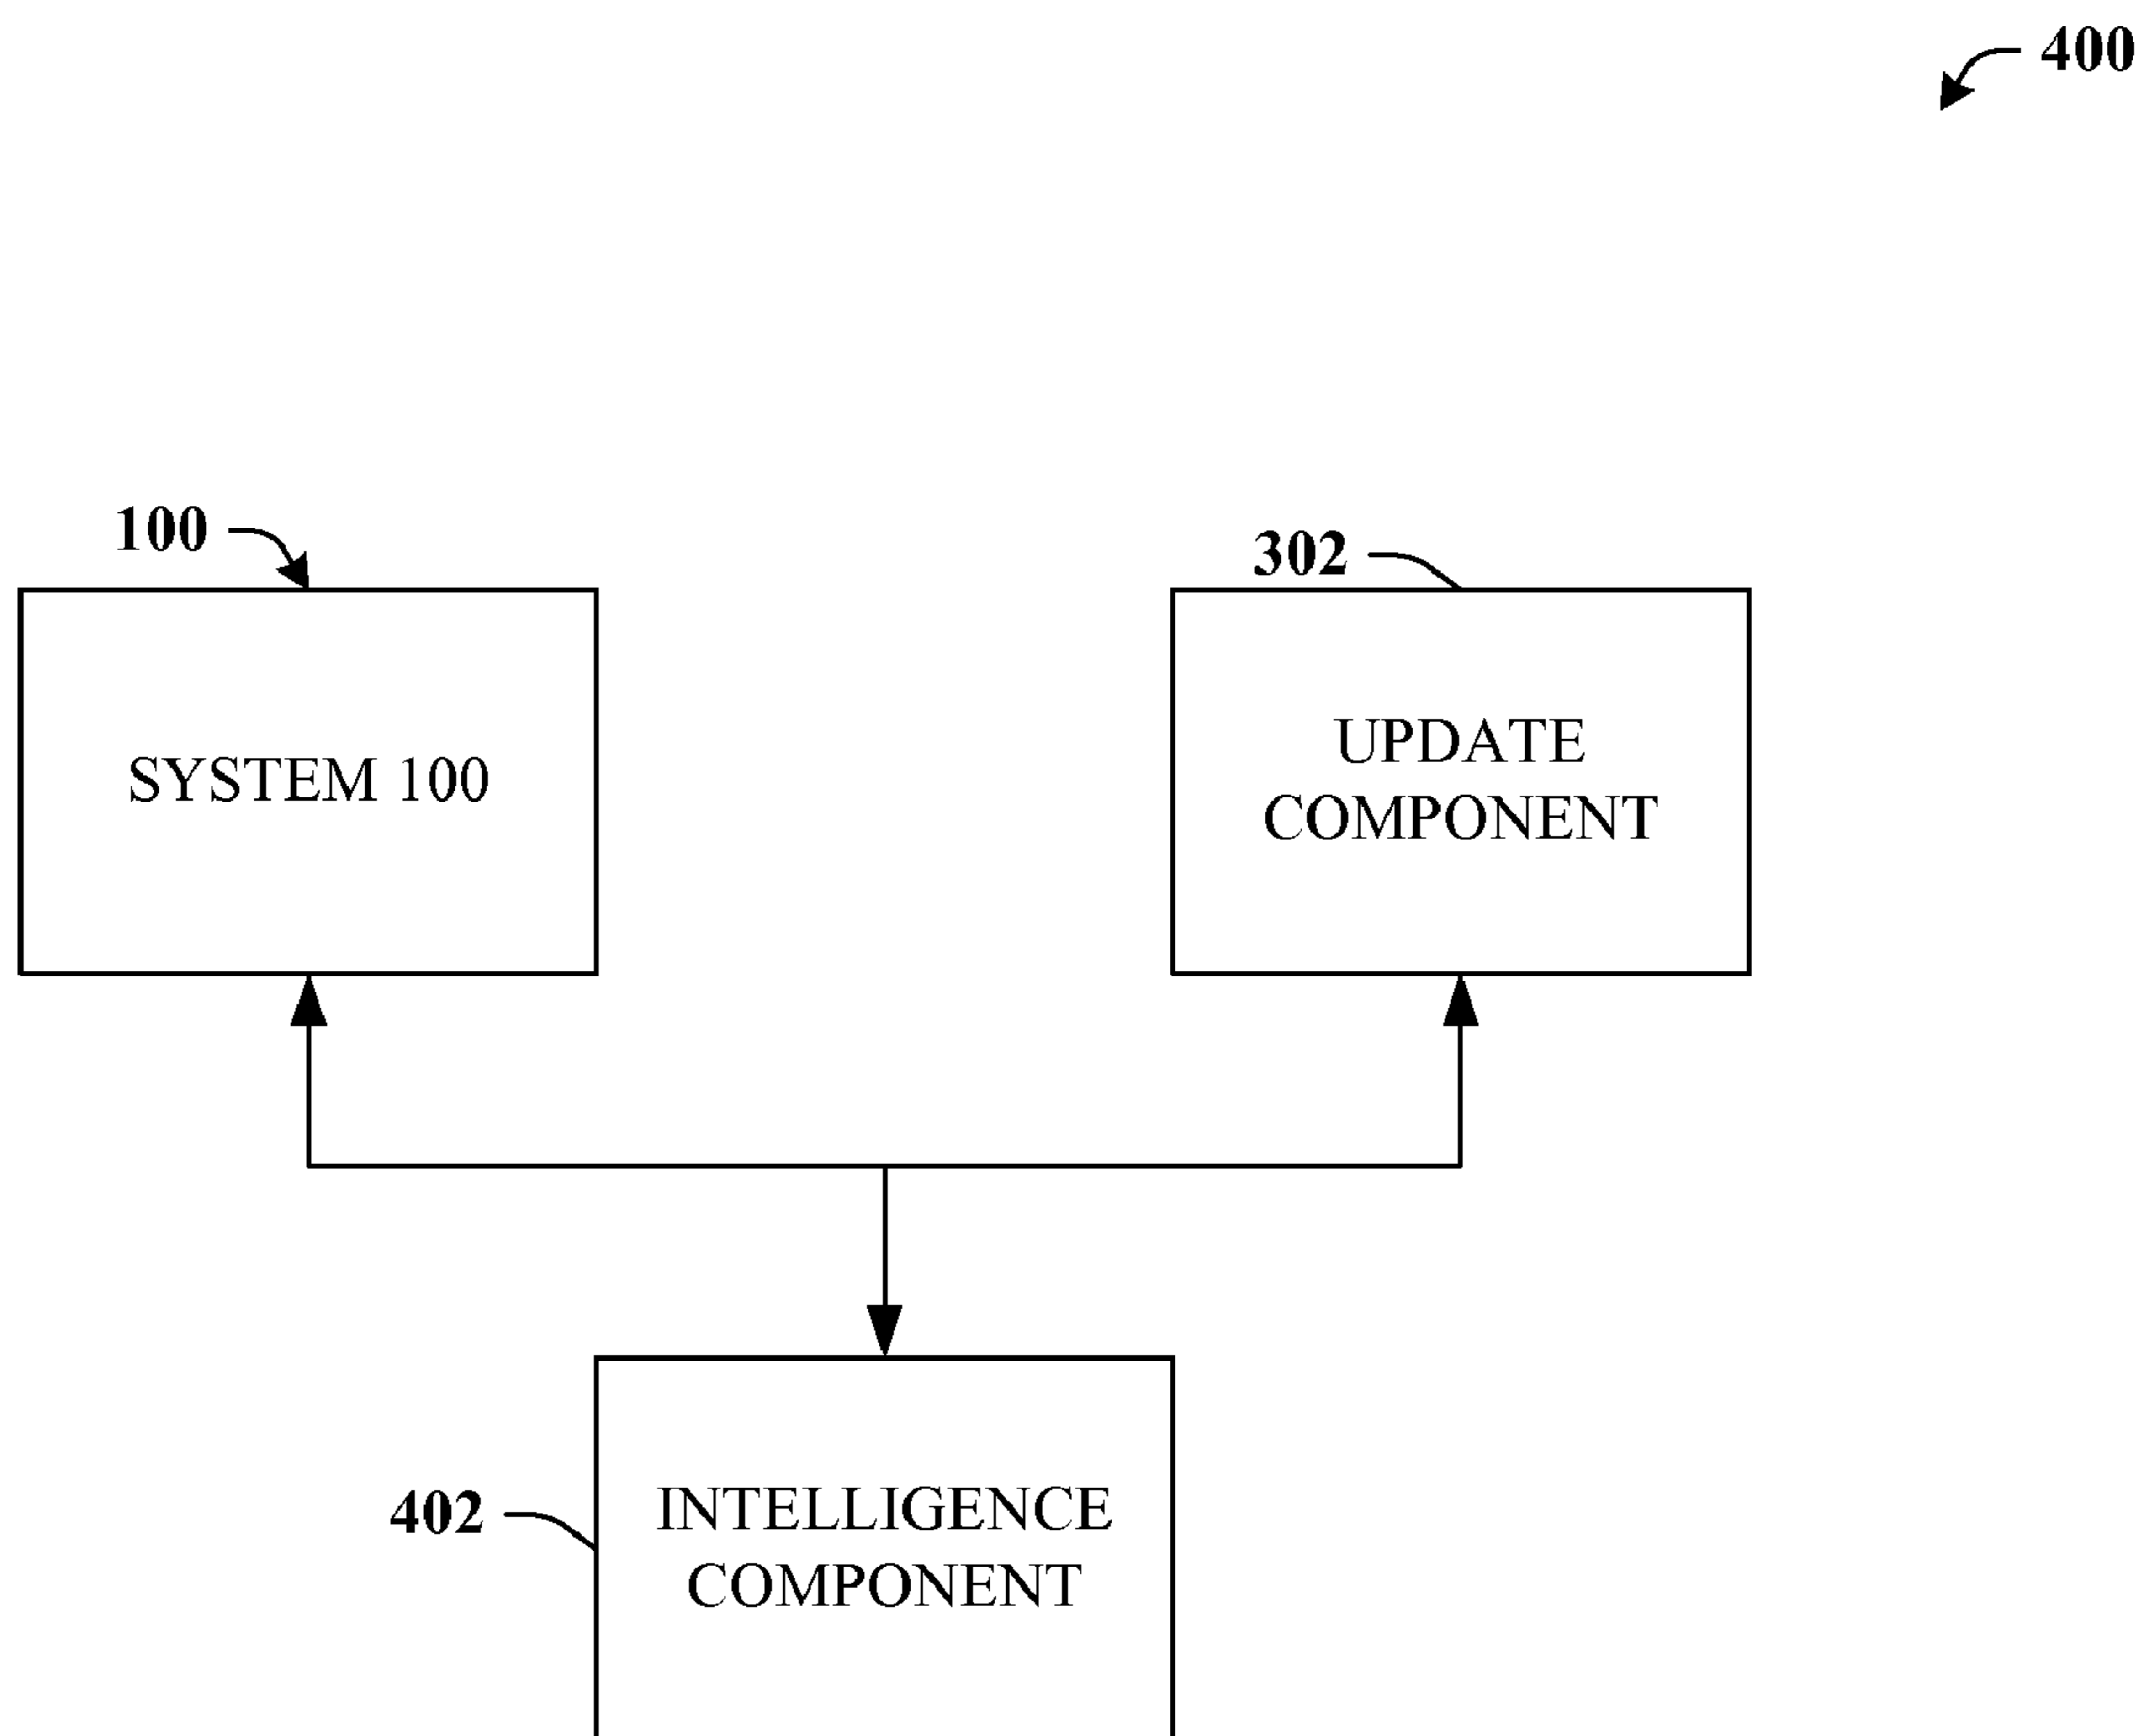 400
100
302
SYSTEM 100
UPDATE
COMPONENT
402
INTELLIGENCE
COMPONENT